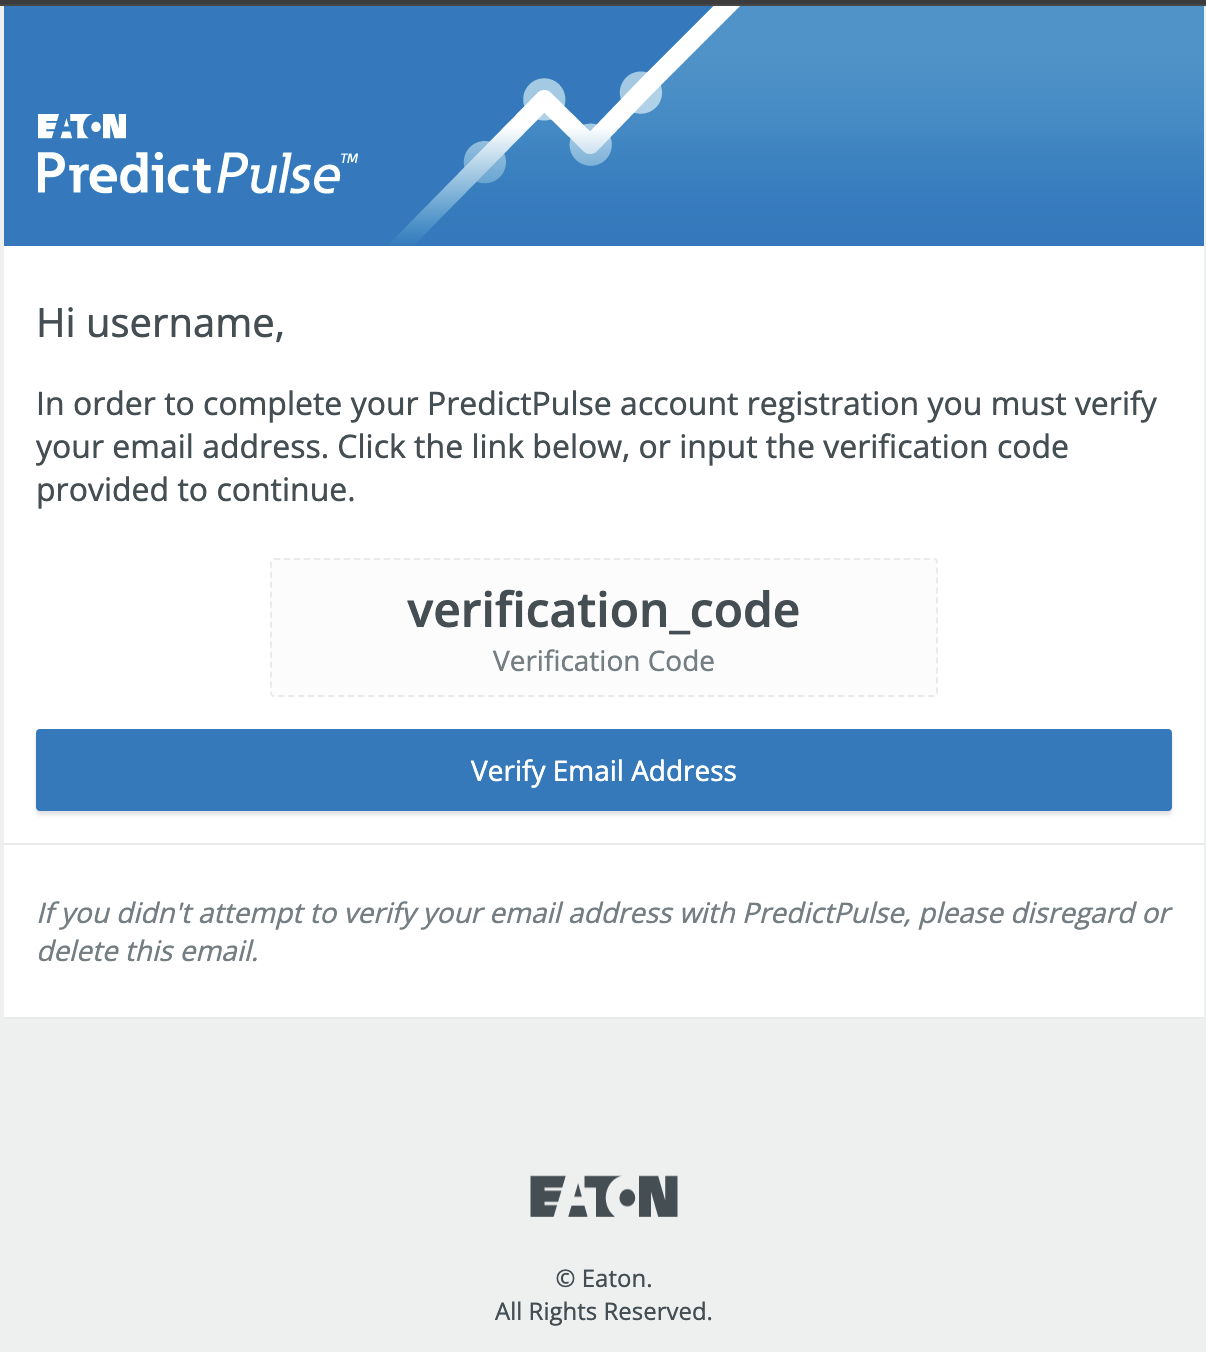 EATON
PredictPulse™
Hi username,
In order to complete your PredictPulse account registration you must verify
your email address. Click the link below, or input the verification code
provided to continue.
verification_code
Verification Code
Verify Email Address
If you didn't attempt to verify your email address with PredictPulse, please disregard or
delete this email.
EATON
© Eaton.
All Rights Reserved.